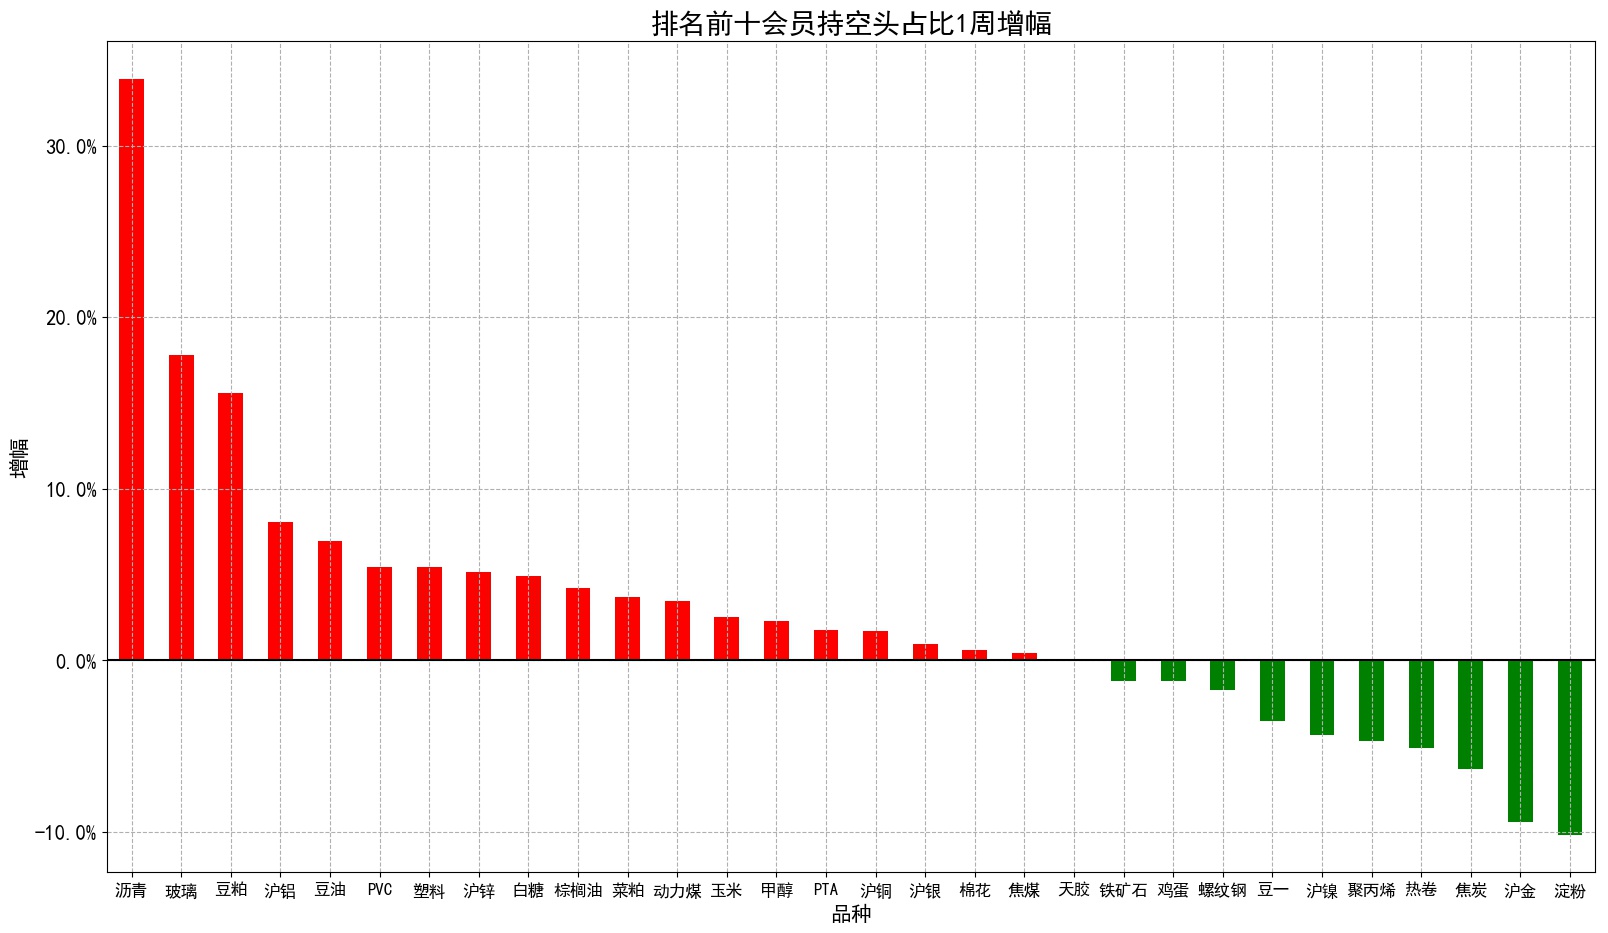 排名前十会员持空头占比1周增幅
增幅
30.0%
20.0%
10.0%
0.0%
-10.0%
沥青 玻璃 豆粕 沪铝 豆油 PVC 塑料 沪锌 白糖 棕榈油 菜粕 动力煤 玉米 甲醇 PTA 沪铜 沪银 棉花 焦煤 天胶 铁矿石 鸡蛋 螺纹钢 豆一 沪镍 聚丙烯 热卷 焦炭 沪金 淀粉
品种